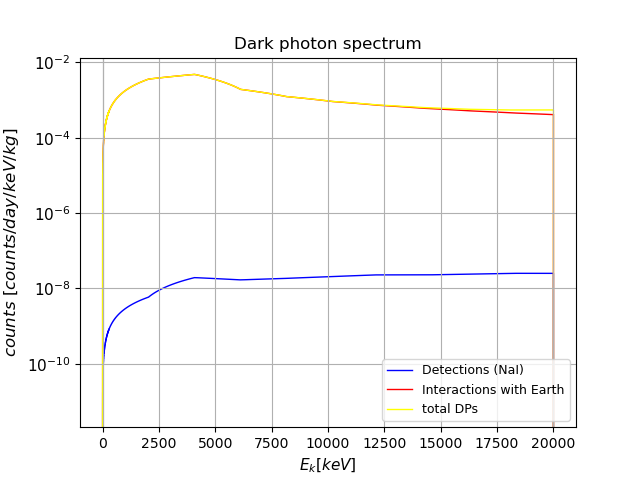 Dark photon spectrum
counts [counts/day/keV/kg]
10⁻²
10⁻⁴
10⁻⁶
10⁻⁸
10⁻¹⁰
Detections (NaI)
Interactions with Earth
total DPs
0 2500 5000 7500 10000 12500 15000 17500 20000
Eₖ[keV]